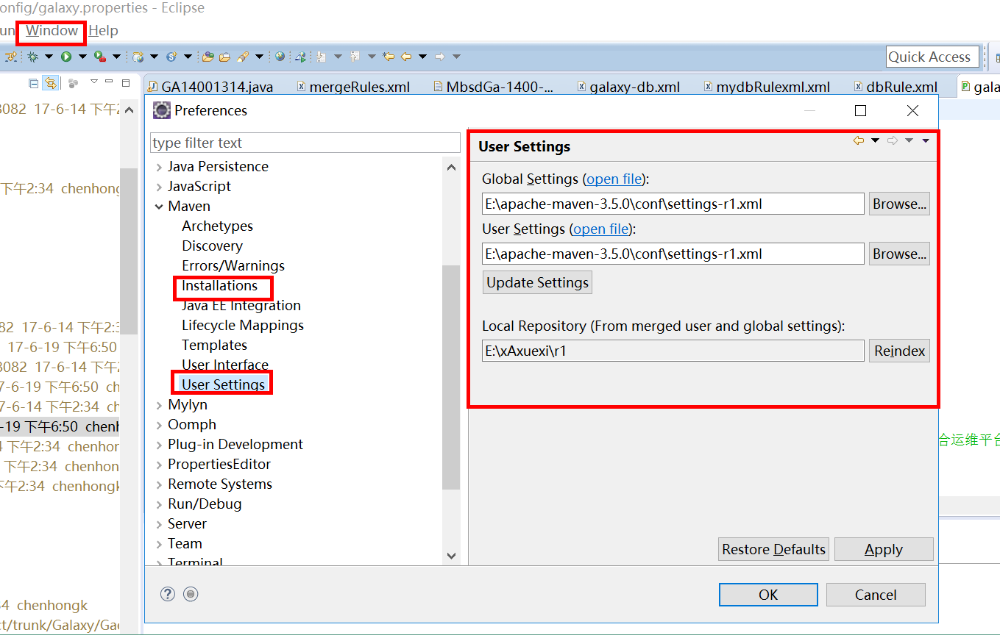 onfig/galaxy.properties - Eclipse
un Window Help
Quick Access
GA14001314.java mergeRules.xml MbsdGa-1400-... galaxy-db.xml mydbRulexml.xml dbRule.xml gala
8082 17-6-14 下午2
下午2:34 chenhong
082 17-6-14 下午2:3
17-6-19 下午6:50
8082 17-6-14 下午2
7-6-19 下午6:50 ch
7-6-14 下午2:34 ch
-19 下午6:50 chenh
4 下午2:34 chenhor
下午2:34 chenhon
下午2:34 chenhongk
34 chenhongk
ct/trunk/Galaxy/Gae
Preferences
type filter text
Java Persistence
JavaScript
Maven
Archetypes
Discovery
Errors/Warnings
Installations
Java EE Integration
Lifecycle Mappings
Templates
User Interface
User Settings
Mylyn
Oomph
Plug-in Development
PropertiesEditor
Remote Systems
Run/Debug
Server
Team
Terminal
User Settings
Global Settings (open file):
E:\apache-maven-3.5.0\conf\settings-r1.xml Browse...
User Settings (open file):
E:\apache-maven-3.5.0\conf\settings-r1.xml Browse...
Update Settings
Local Repository (From merged user and global settings):
E:\xAxuexi\r1 Reindex
Restore Defaults Apply
OK Cancel
合运维平台